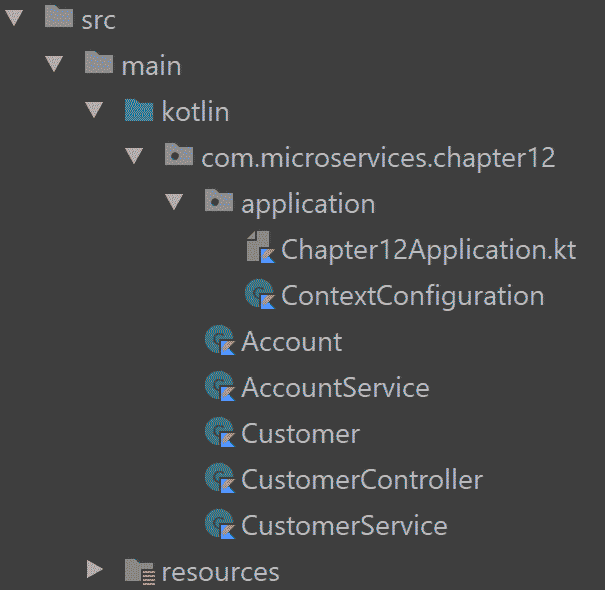 src
main
kotlin
com.microservices.chapter12
application
Chapter12Application.kt
ContextConfiguration
Account
AccountService
Customer
CustomerController
CustomerService
resources